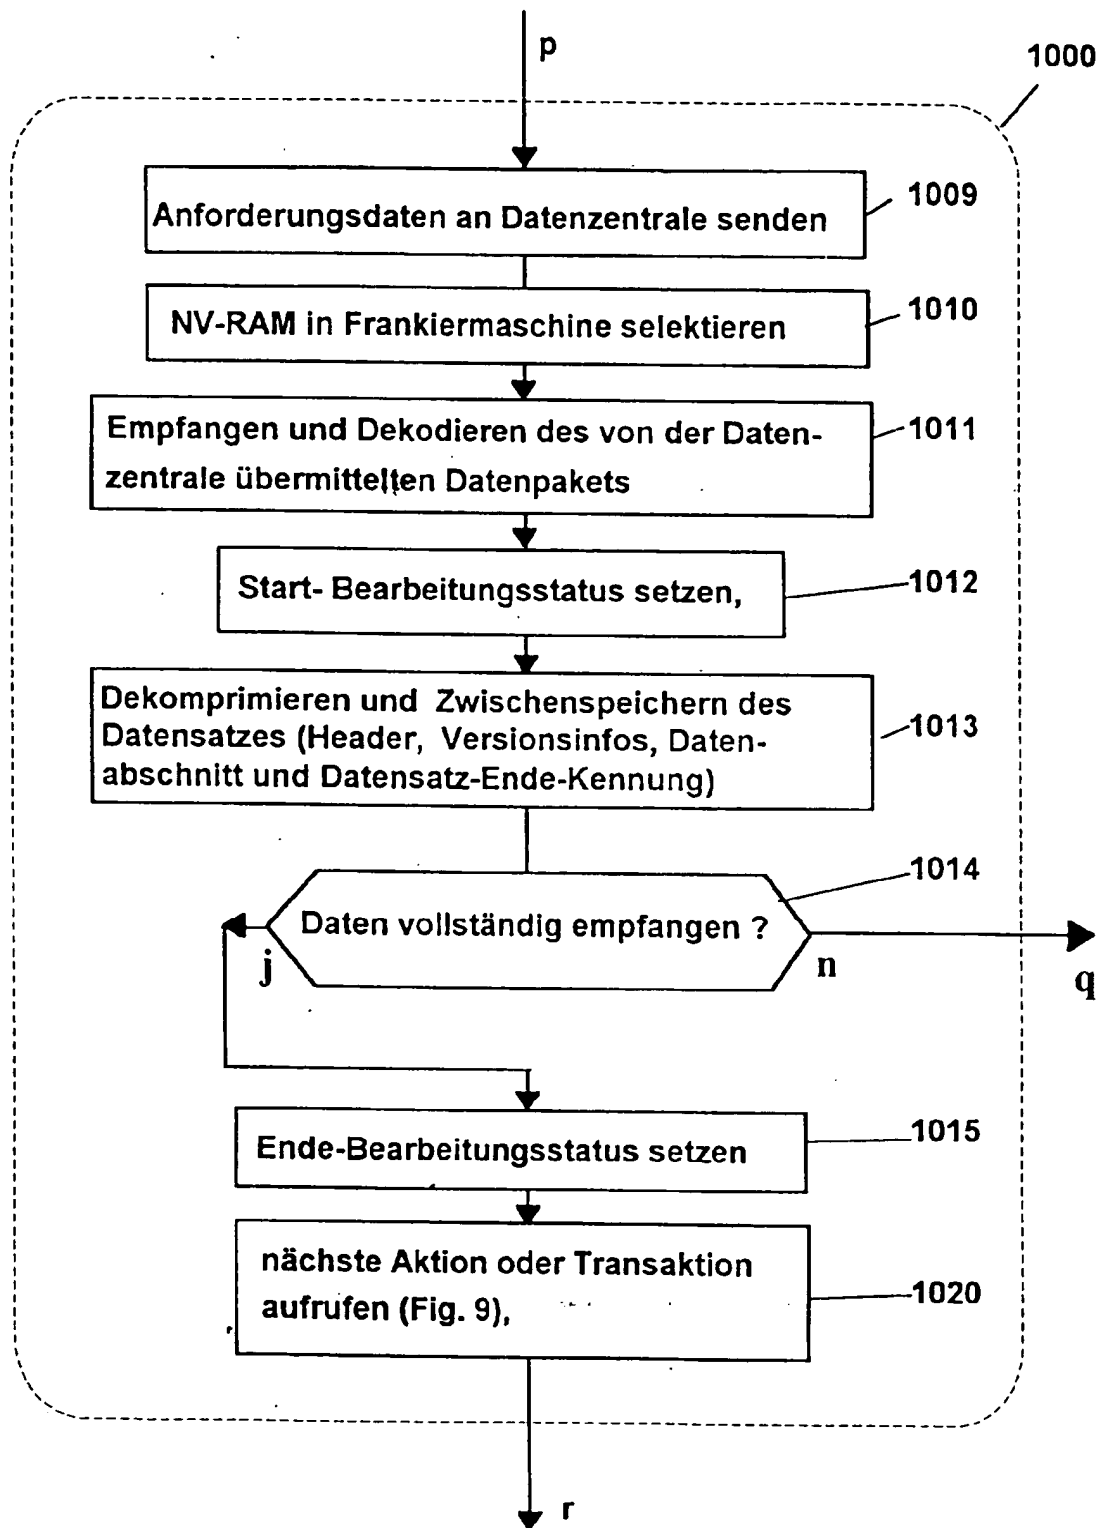 p
1000
Anforderungsdaten an Datenzentrale senden
1009
NV-RAM in Frankiermaschine selektieren
1010
Empfangen und Dekodieren des von der Daten-
zentrale übermittelten Datenpakets
1011
Start- Bearbeitungsstatus setzen,
1012
Dekomprimieren und Zwischenspeichern des
Datensatzes (Header, Versionsinfos, Daten-
abschnitt und Datensatz-Ende-Kennung)
1013
1014
Daten vollständig empfangen ?
j
n
q
Ende-Bearbeitungsstatus setzen
1015
nächste Aktion oder Transaktion
aufrufen (Fig. 9),
1020
r